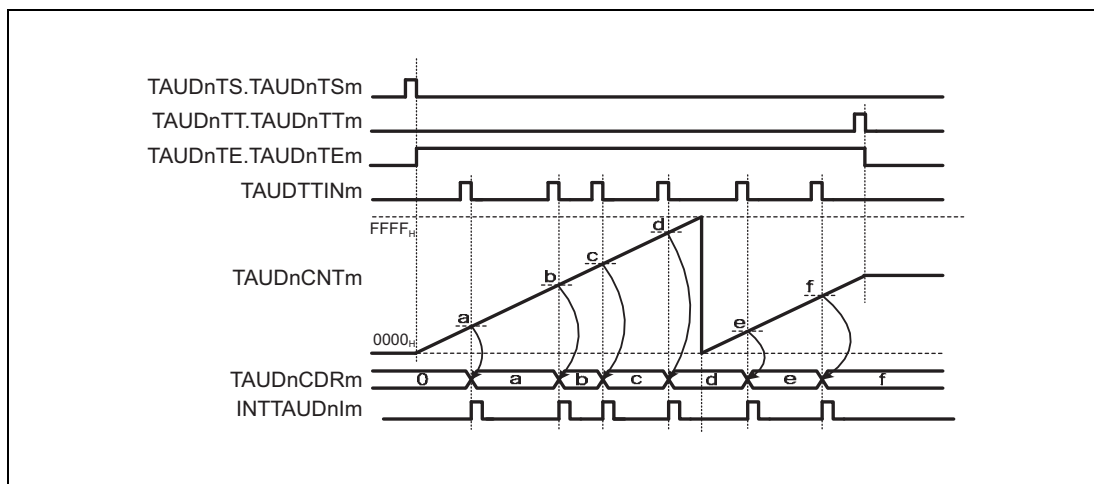 TAUDnTS.TAUDnTSm
TAUDnTT.TAUDnTTm
TAUDnTE.TAUDnTEm
TAUDTTINm
FFFFH
d
c
b
f
TAUDnCNTm
a
e
0000H
TAUDnCDRm 0 a b c d e f
INTTAUDnIm